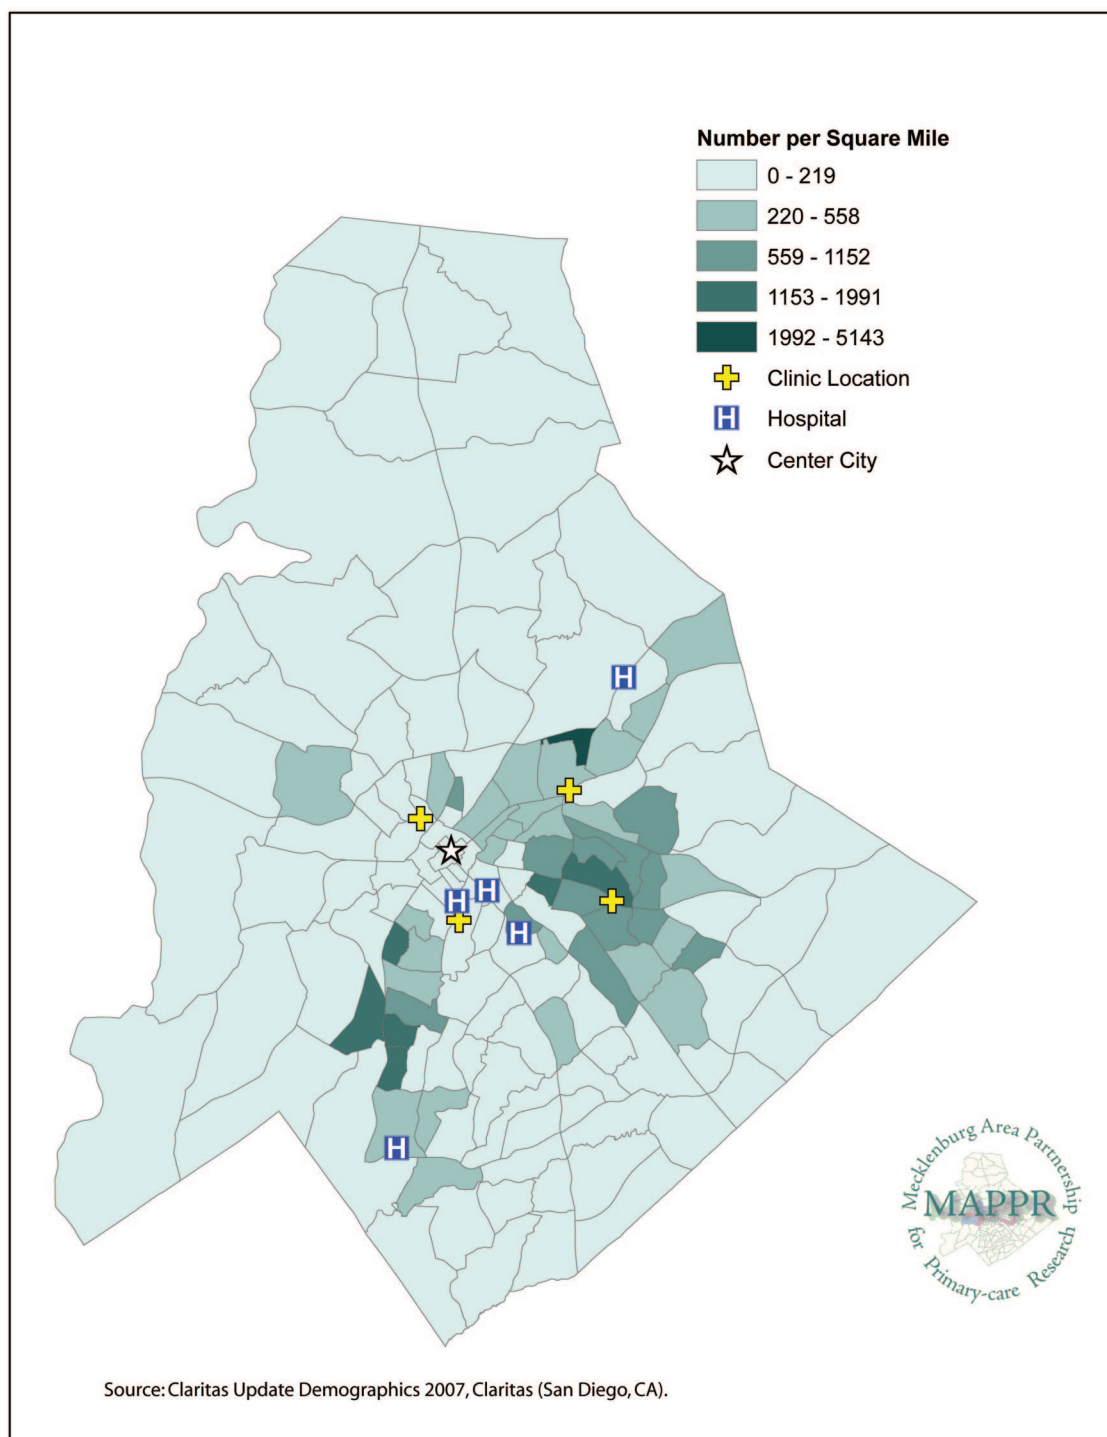 Number per Square Mile
0 - 219
220 - 558
559 - 1152
1153 - 1991
1992 - 5143
Clinic Location
H Hospital
Center City
H
H
H
H
H
Mecklenburg Area Partnership
MAPPR
for Primary-care Research
Source: Claritas Update Demographics 2007, Claritas (San Diego, CA).